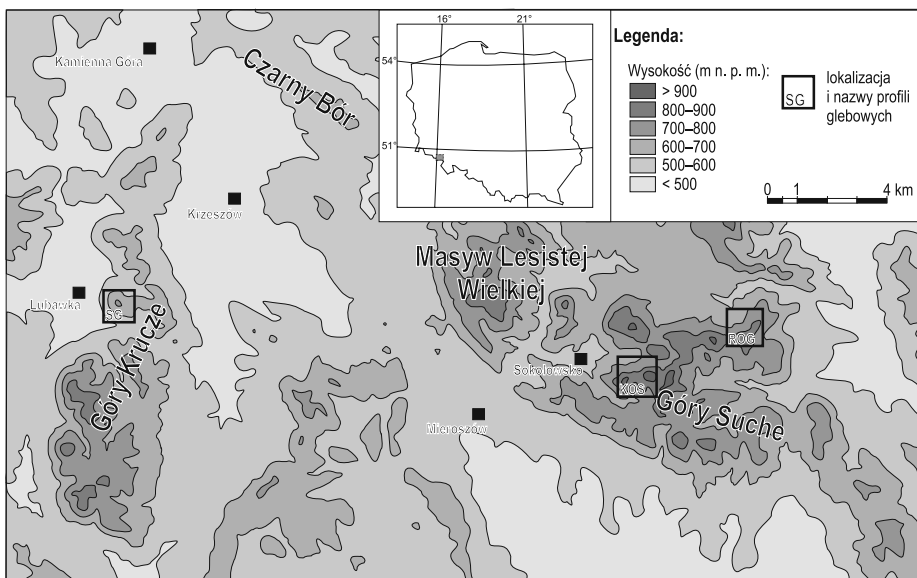 Kamienna Góra
Czarny Bór
Krzeszów
Lubawka
SG
Góry Krucze
Masyw Lesistej
Wielkiej
Sokołowsko
Mieroszów
KOS
ROG
Góry Suche
16°
21°
54°
51°
Legenda:
Wysokość (m n. p. m.):
> 900
800–900
700–800
600–700
500–600
< 500
SG
lokalizacja
i nazwy profili
glebowych
0 1 4 km